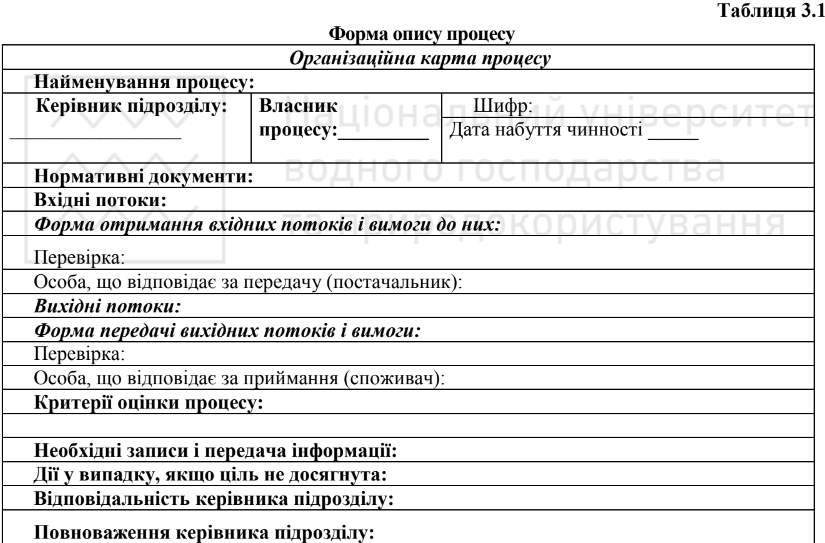 Таблиця 3.1
Форма опису процесу
Організаційна карта процесу
Найменування процесу:
Керівник підрозділу:
Власник
процесу:_________
Шифр:
Дата набуття чинності _____
Нормативні документи:
Вхідні потоки:
Форма отримання вхідних потоків і вимоги до них:
Перевірка:
Особа, що відповідає за передачу (постачальник):
Вихідні потоки:
Форма передачі вихідних потоків і вимоги:
Перевірка:
Особа, що відповідає за приймання (споживач):
Критерії оцінки процесу:
Необхідні записи і передача інформації:
Дії у випадку, якщо ціль не досягнута:
Відповідальність керівника підрозділу:
Повноваження керівника підрозділу:
Національний університет
водного господарства
та природокористування